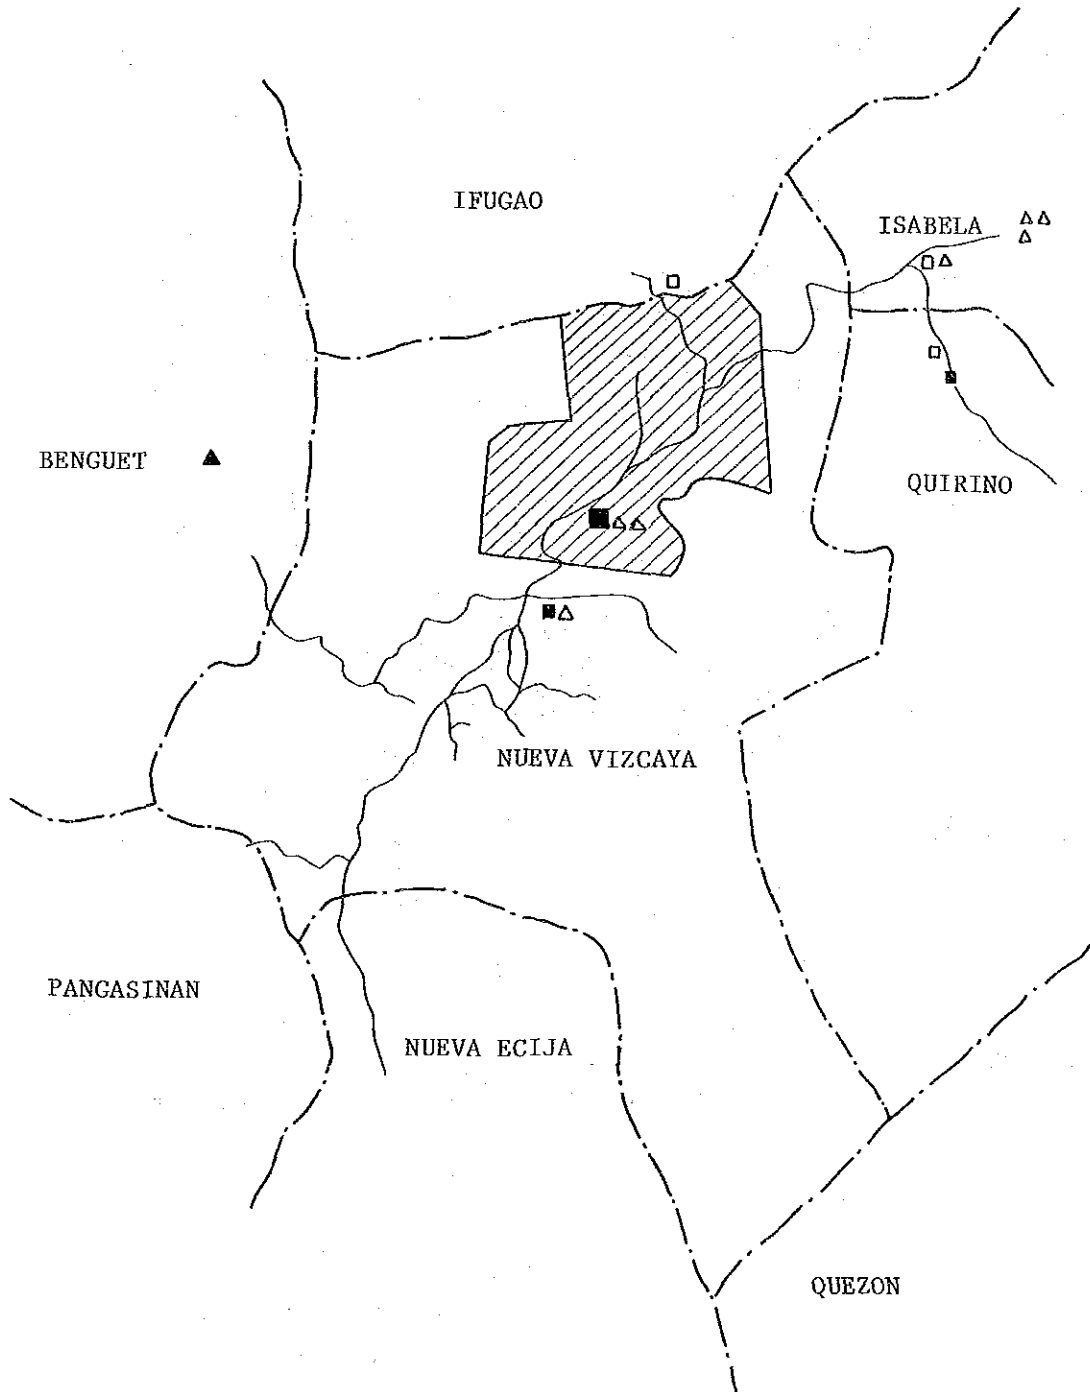 IFUGAO
ISABELA
BENGUET
QUIRINO
NUEVA VIZCAYA
PANGASINAN
NUEVA ECIJA
QUEZON